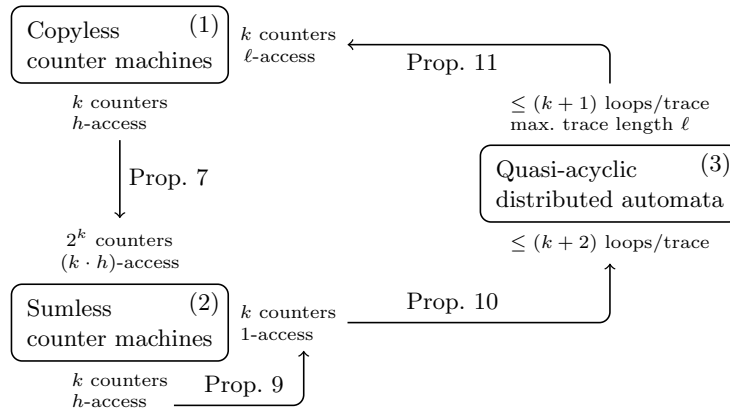 Copyless (1)
counter machines
k counters
ℓ-access
Prop. 11
k counters
h-access
≤ (k + 1) loops/trace
max. trace length ℓ
Prop. 7
Quasi-acyclic (3)
distributed automata
2^k counters
(k · h)-access
≤ (k + 2) loops/trace
Sumless (2)
counter machines
k counters
1-access
Prop. 10
k counters
h-access
Prop. 9